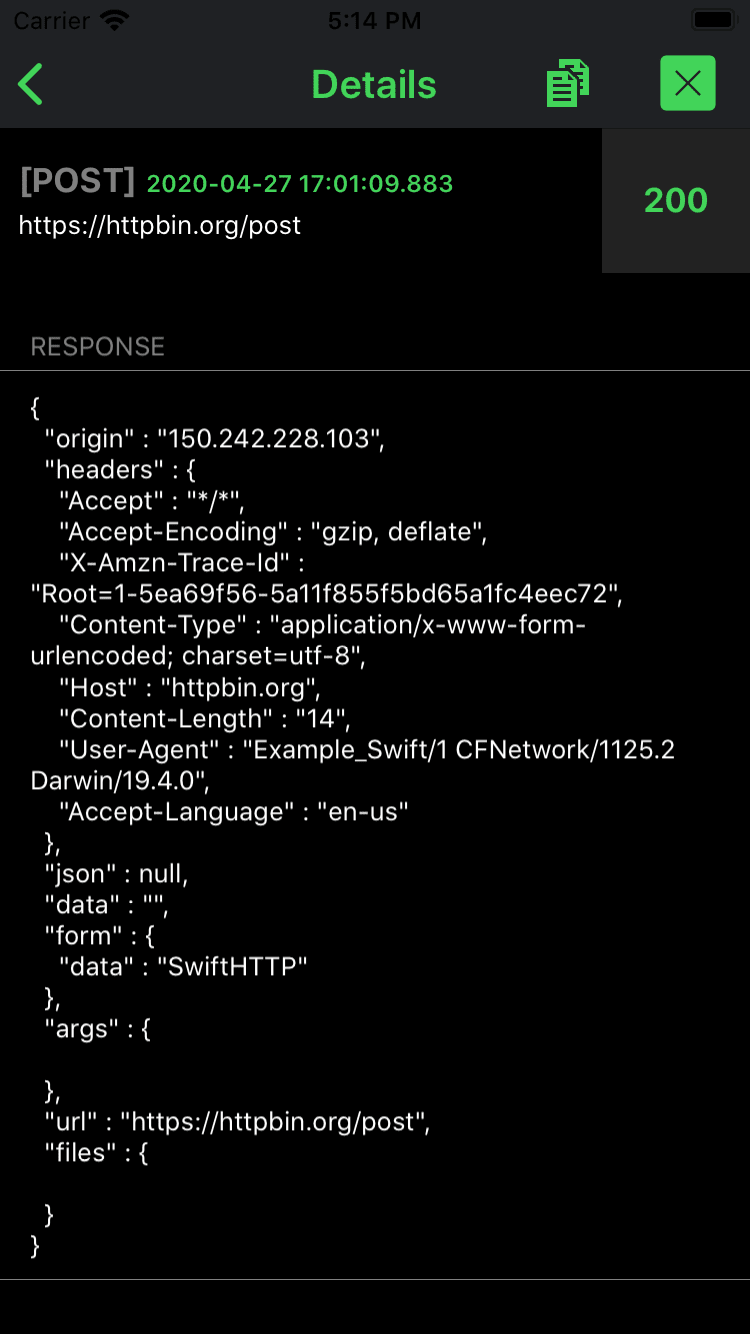 Carrier 5:14 PM
Details
[POST] 2020-04-27 17:01:09.883
https://httpbin.org/post
200
RESPONSE
{
"origin" : "150.242.228.103",
"headers" : {
"Accept" : "*/*",
"Accept-Encoding" : "gzip, deflate",
"X-Amzn-Trace-Id" :
"Root=1-5ea69f56-5a11f855f5bd65a1fc4eec72",
"Content-Type" : "application/x-www-form-
urlencoded; charset=utf-8",
"Host" : "httpbin.org",
"Content-Length" : "14",
"User-Agent" : "Example_Swift/1 CFNetwork/1125.2
Darwin/19.4.0",
"Accept-Language" : "en-us"
},
"json" : null,
"data" : "",
"form" : {
"data" : "SwiftHTTP"
},
"args" : {
},
"url" : "https://httpbin.org/post",
"files" : {
}
}